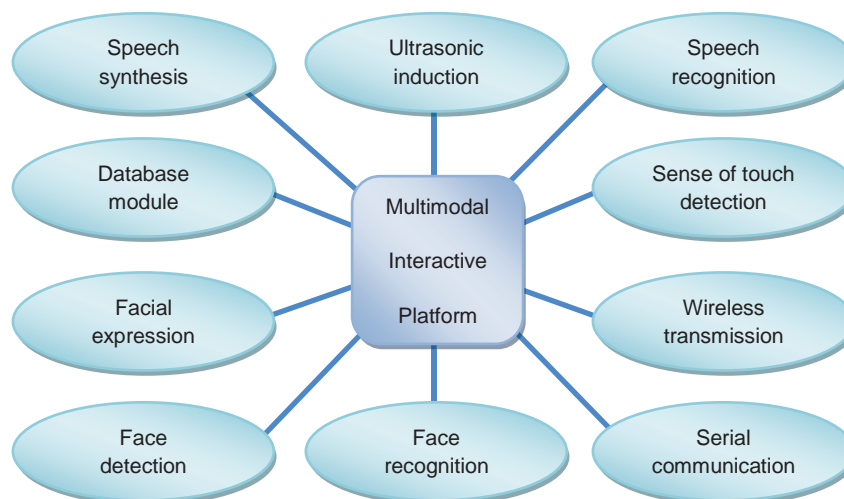 Speech
synthesis
Ultrasonic
induction
Speech
recognition
Database
module
Multimodal
Interactive
Platform
Sense of touch
detection
Facial
expression
Wireless
transmission
Face
detection
Face
recognition
Serial
communication